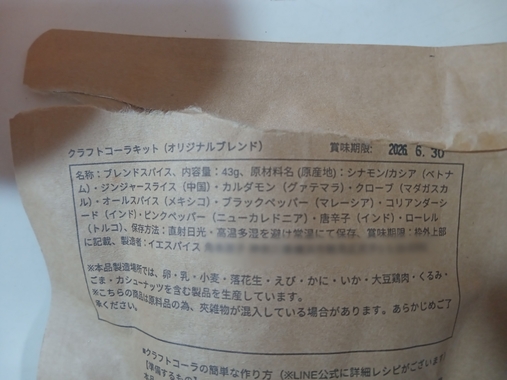 クラフトコーラキット（オリジナルブレンド） 賞味期限: 2026. 6. 30
名称：ブレンドスパイス、内容量：43g、原材料名（原産地）：シナモン/カシア（ベトナ
ム）・ジンジャースライス（中国）・カルダモン（グァテマラ）・クローブ（マダガスカ
ル）・オールスパイス（メキシコ）・ブラックペッパー（マレーシア）・コリアンダーシ
ード（インド）・ピンクペッパー（ニューカレドニア）・唐辛子（インド）・ローレル
（トルコ）、保存方法：直射日光・高温多湿を避け常温にて保存、賞味期限：枠外上部
に記載、製造者：イエスパイス
※本品製造場所では、卵・乳・小麦・落花生・えび・かに・いか・大豆鶏肉・くるみ・
ごま・カシューナッツを含む製品を生産しています。
※こちらの商品は原料品の為、夾雑物が混入している場合があります。あらかじめご了
承ください。
■クラフトコーラの簡単な作り方（※LINE公式に詳細レシピがございます
【準備するもの】